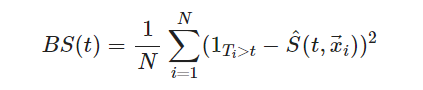 $BS(t) = \frac{1}{N} \sum_{i=1}^{N} (1_{T_i > t} - \hat{S}(t, \vec{x}_i))^2$